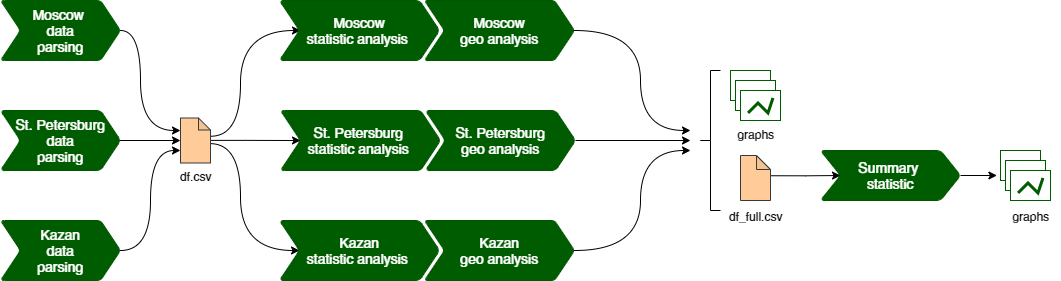 Moscow
data
parsing
Moscow
statistic analysis
Moscow
geo analysis
St. Petersburg
data
parsing
df.csv
St. Petersburg
statistic analysis
St. Petersburg
geo analysis
Kazan
data
parsing
Kazan
statistic analysis
Kazan
geo analysis
graphs
df_full.csv
Summary
statistic
graphs